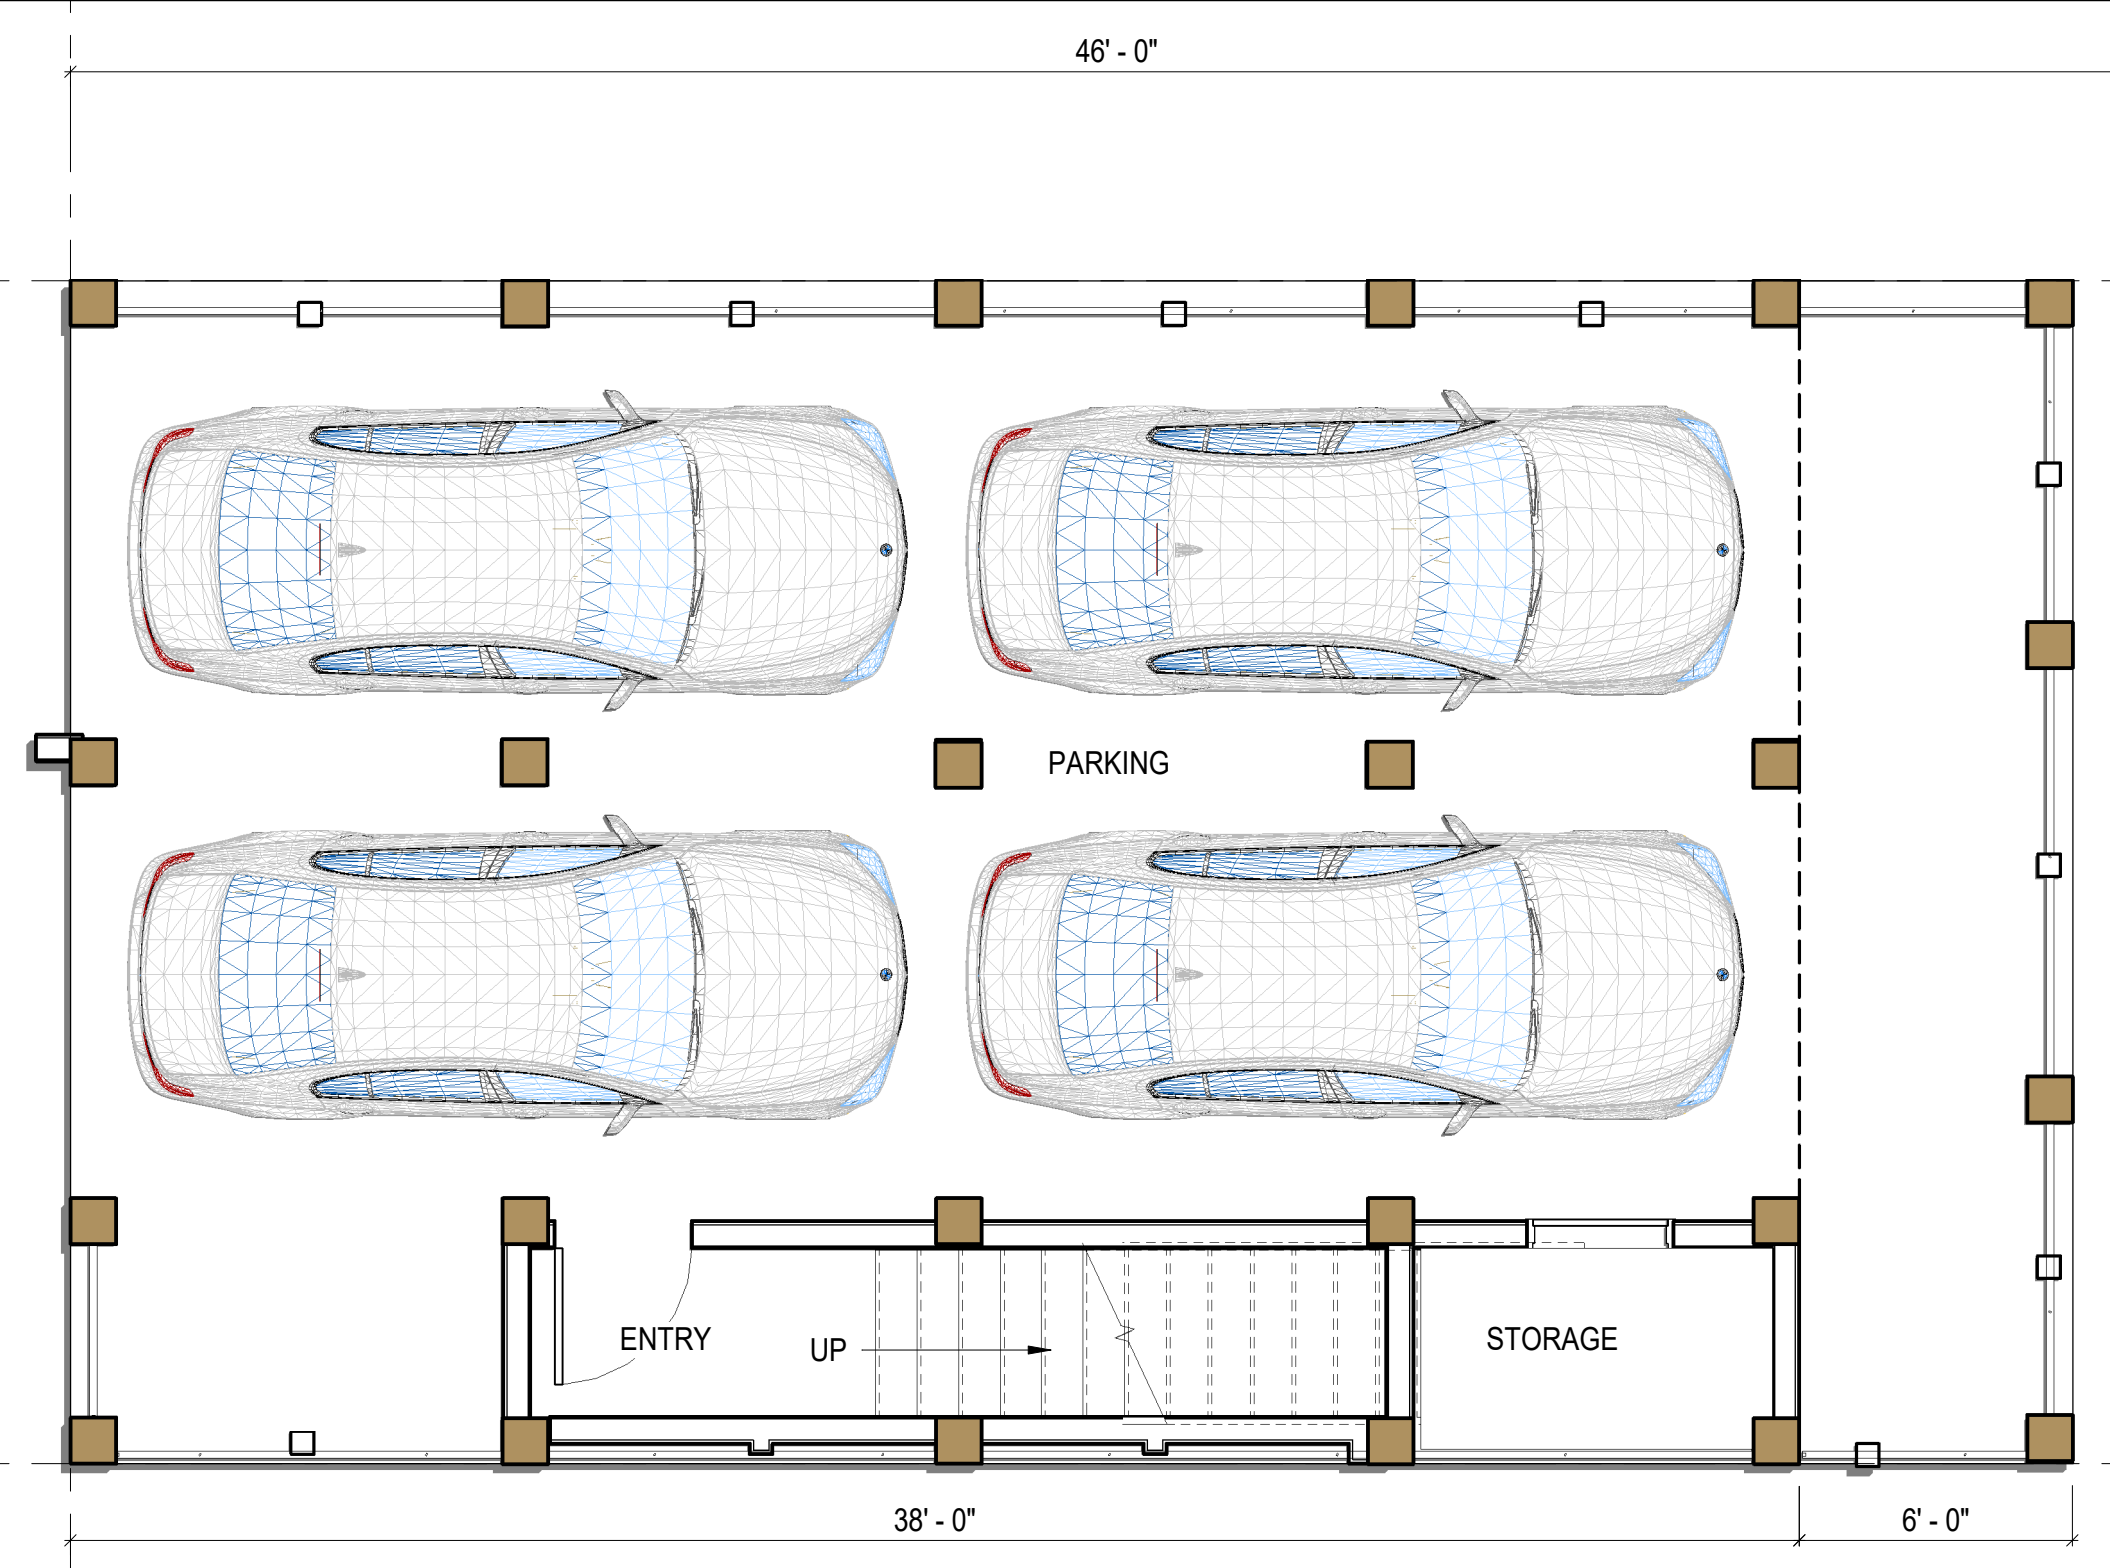 46' - 0"
PARKING
ENTRY
UP
STORAGE
38' - 0"
6' - 0"